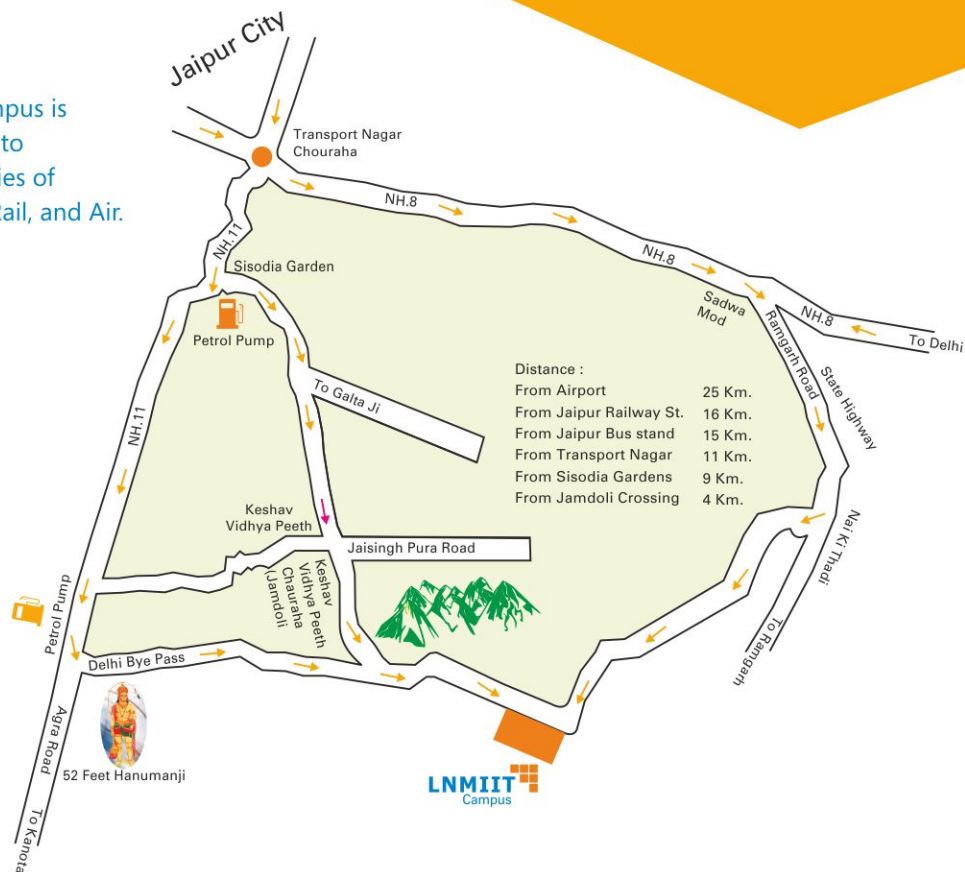 Jaipur City
mpus is
to
ies of
Rail, and Air.
Transport Nagar
Chouraha
NH.8
NH.11
Sisodia Garden
NH.8
Sadwa
Mod
NH.8
To Delhi
Petrol Pump
Ramgarh Road
State Highway
NH.11
To Galta Ji
Distance :
From Airport 25 Km.
From Jaipur Railway St. 16 Km.
From Jaipur Bus stand 15 Km.
From Transport Nagar 11 Km.
From Sisodia Gardens 9 Km.
From Jamdoli Crossing 4 Km.
Keshav
Vidhya Peeth
Jaisingh Pura Road
Nai Ki Thadi
Keshav
Vidhya Peeth
Chauraha
(Jamdoli
Petrol Pump
To Ramgarh
Delhi Bye Pass
Agra Road
52 Feet Hanumanji
LNMIIT
Campus
To Kanota